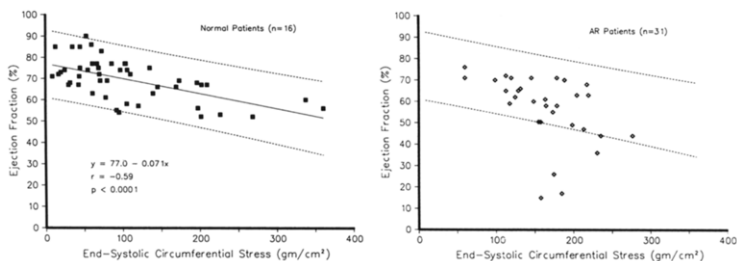 Normal Patients (n=16)
Ejection Fraction (%)
100
90
80
70
60
50
40
30
20
10
0
y = 77.0 - 0.071x
r = -0.59
p < 0.0001
0 100 200 300 400
End-Systolic Circumferential Stress (gm/cm²)
AR Patients (n=31)
Ejection Fraction (%)
100
90
80
70
60
50
40
30
20
10
0
0 100 200 300 400
End-Systolic Circumferential Stress (gm/cm²)